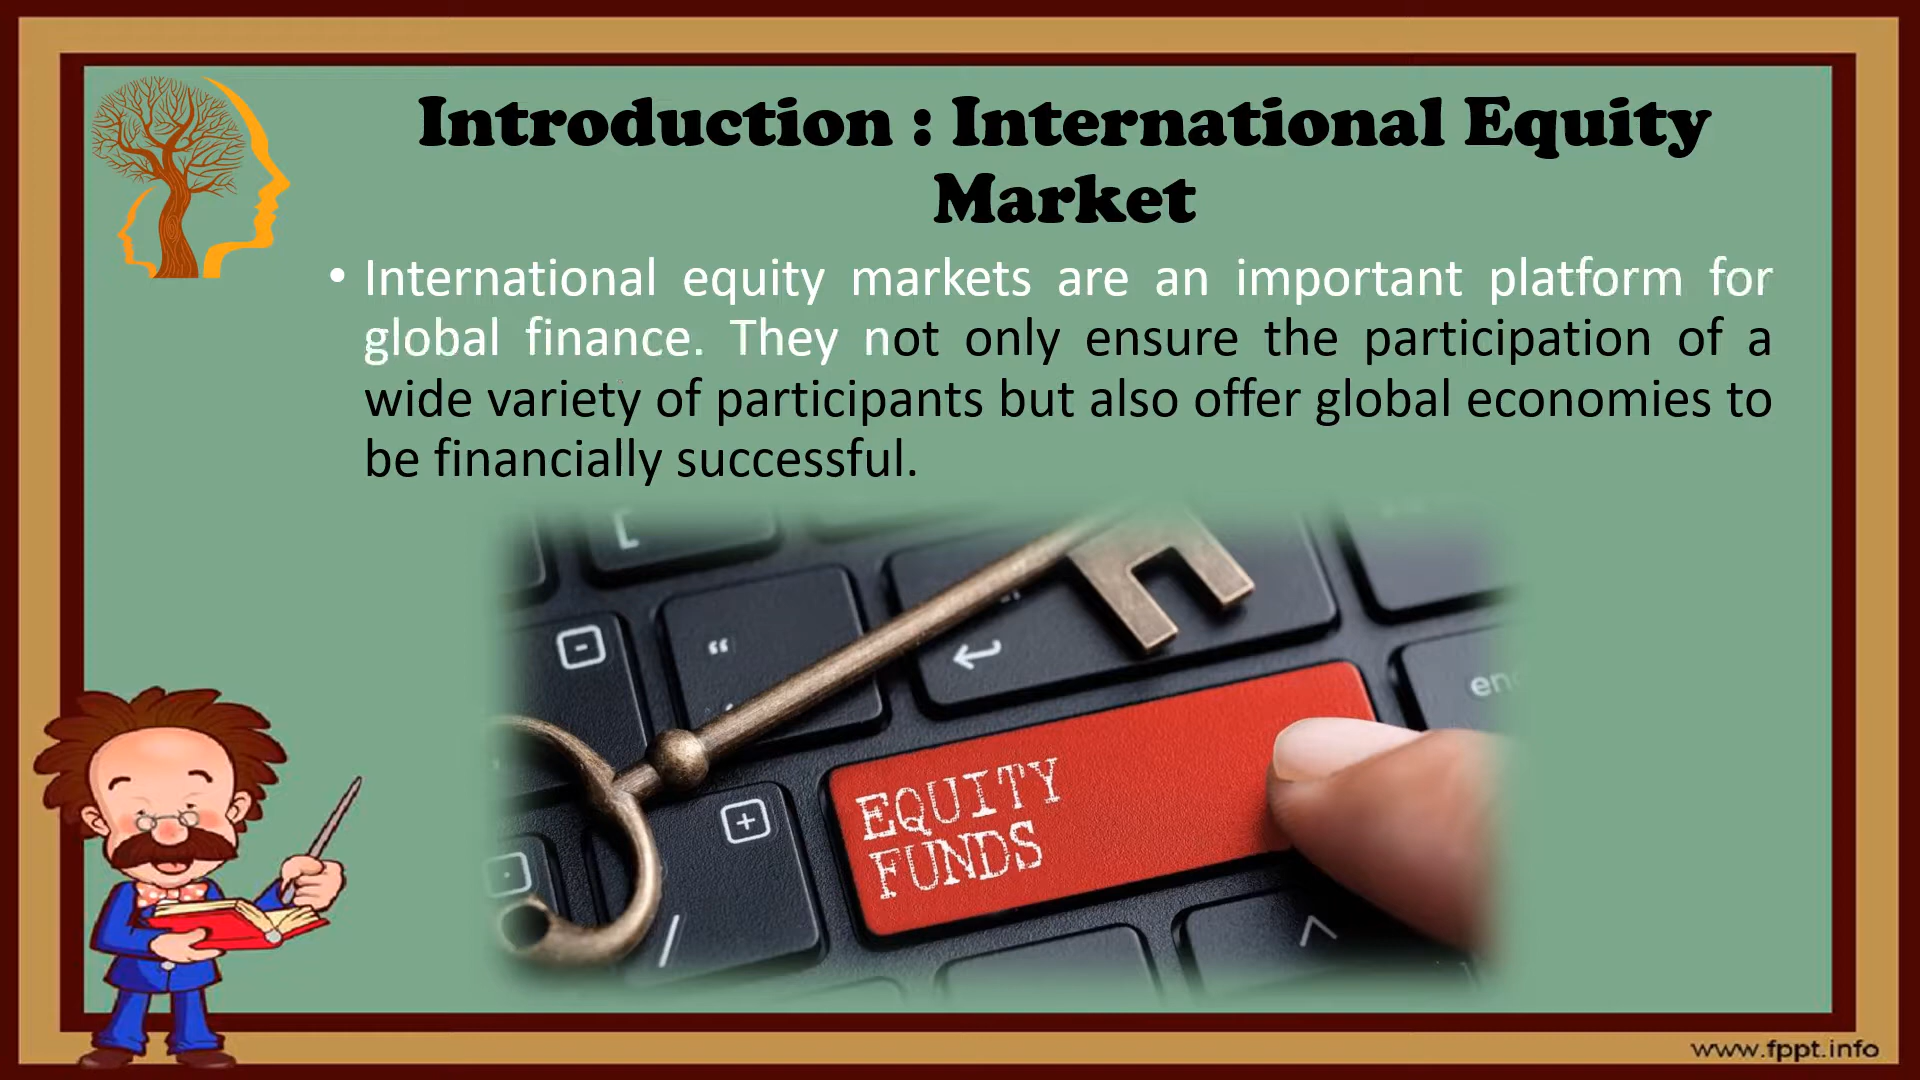 Introduction : International Equity
Market
• International equity markets are an important platform for
global finance. They not only ensure the participation of a
wide variety of participants but also offer global economies to
be financially successful.
EQUITY
FUNDS
www.fppt.info